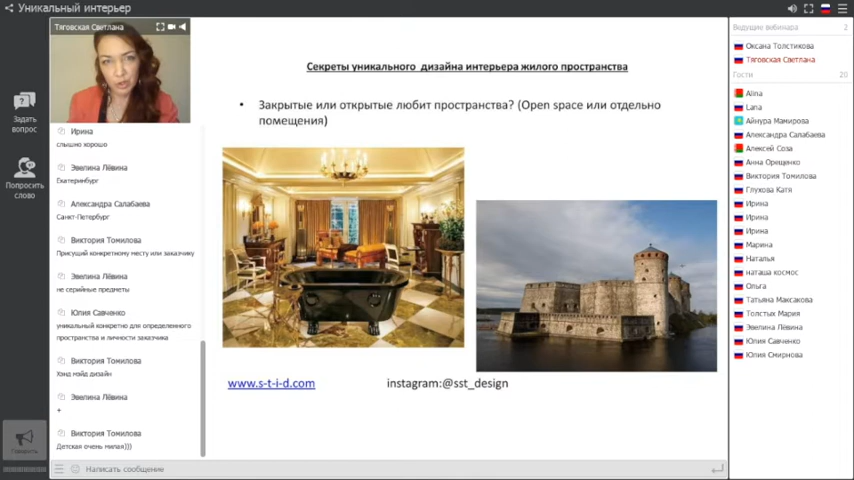 Уникальный интерьер
Тяговская Светлана
Задать
вопрос
Попросить
слово
Говорить
Ирина
слышно хорошо
Эвелина Лёвина
Екатеринбург
Александра Салабаева
Санкт-Петербург
Виктория Томилова
Присущий конкретному месту или заказчику
Эвелина Лёвина
не серийные предметы
Юлия Савченко
уникальный конкретно для определенного
пространства и личности заказчика
Виктория Томилова
Хэнд мэйд дизайн
Эвелина Лёвина
+
Виктория Томилова
Детская очень милая)))
Написать сообщение
Секреты уникального дизайна интерьера жилого пространства
• Закрытые или открытые любит пространства? (Open space или отдельно
помещения)
www.s-t-i-d.com
instagram:@sst_design
Ведущие вебинара 2
Оксана Толстикова
Тяговская Светлана
Гости 20
Alina
Lana
Айнура Мамирова
Александра Салабаева
Алексей Соза
Анна Орещенко
Виктория Томилова
Глухова Катя
Ирина
Ирина
Ирина
Марина
Наталья
наташа космос
Ольга
Татьяна Максакова
Толстых Мария
Эвелина Лёвина
Юлия Савченко
Юлия Смирнова